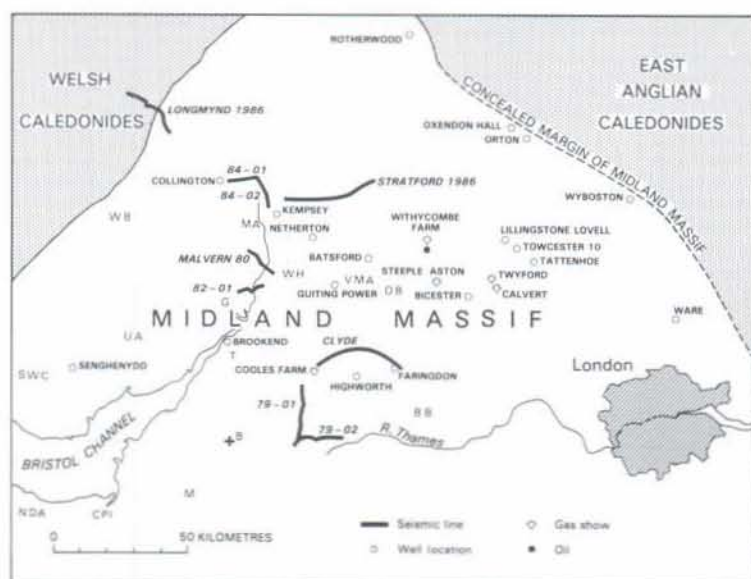 ROTHERWOOD
WELSH
CALEDONIDES
EAST
ANGLIAN
CALEDONIDES
CONCEALED MARGIN OF MIDLAND MASSIF
LONGMYND 1986
OXENDON HALL
ORTON
84-01
COLLINGTON
STRATFORD 1986
84-02
WYBOSTON
WB
MA
KEMPSEY
WITHYCOMBE
FARM
NETHERTON
LILLINGSTONE LOVELL
TOWCESTER 10
TATTENHOE
MALVERN 80
WH
BATSFORD
STEEPLE ASTON
TWYFORD
VMA
OB
82-01
GUITING POWER
BICESTER
CALVERT
G
MIDLAND MASSIF
WARE
UA
BROOKEND
T
CLYDE
London
SWC
SENGHENYDD
COOLES FARM
FARINGDON
HIGHWORTH
79-01
BB
R. Thames
79-02
BRISTOL CHANNEL
B
M
NDA
CPI
0 50 KILOMETRES
Seismic line
Gas show
Well location
Oil